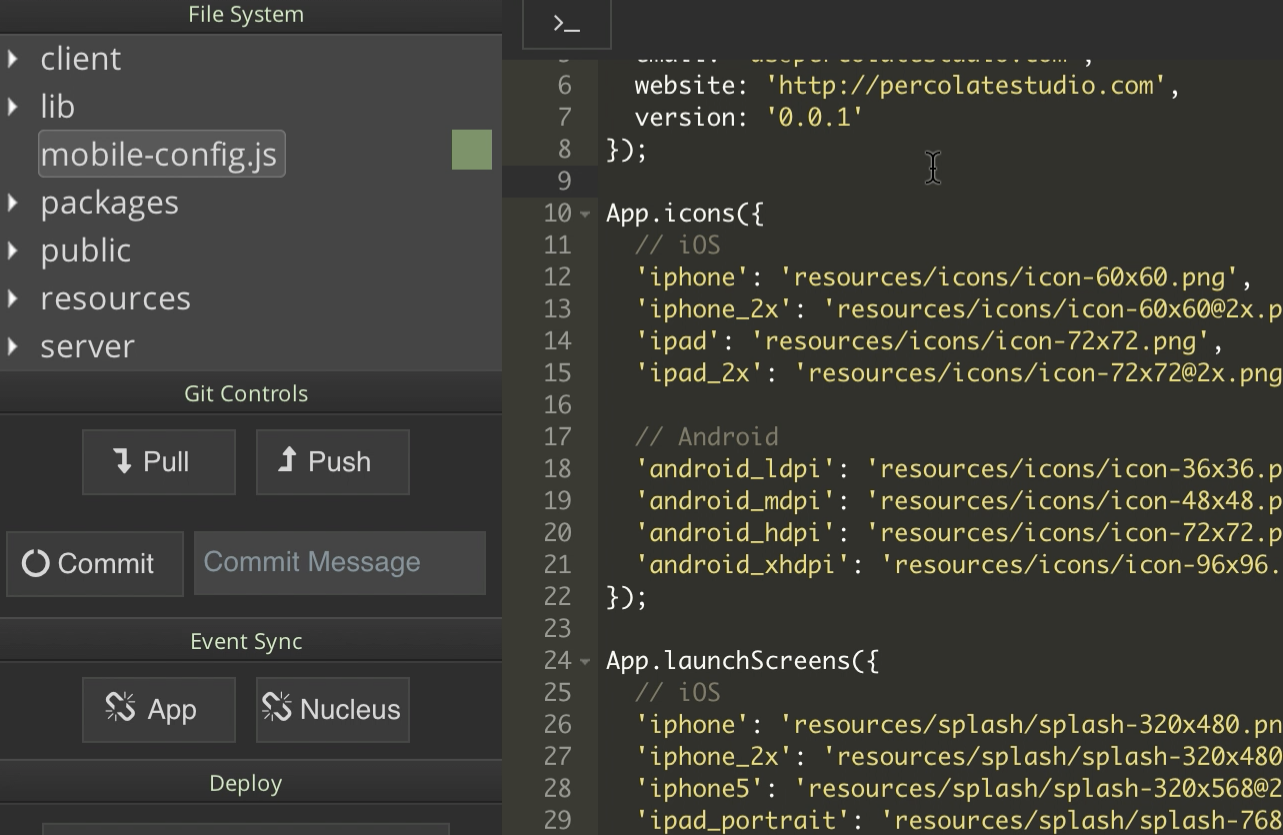 File System
client
lib
mobile-config.js
packages
public
resources
server
Git Controls
Pull
Push
Commit
Commit Message
Event Sync
App
Nucleus
Deploy
>_
6 website: 'http://percolatestudio.com',
7 version: '0.0.1'
8 });
9
10 App.icons({
11 // iOS
12 'iphone': 'resources/icons/icon-60x60.png',
13 'iphone_2x': 'resources/icons/icon-60x60@2x.p
14 'ipad': 'resources/icons/icon-72x72.png',
15 'ipad_2x': 'resources/icons/icon-72x72@2x.png
16
17 // Android
18 'android_ldpi': 'resources/icons/icon-36x36.p
19 'android_mdpi': 'resources/icons/icon-48x48.p
20 'android_hdpi': 'resources/icons/icon-72x72.p
21 'android_xhdpi': 'resources/icons/icon-96x96.
22 });
23
24 App.launchScreens({
25 // iOS
26 'iphone': 'resources/splash/splash-320x480.pn
27 'iphone_2x': 'resources/splash/splash-320x480
28 'iphone5': 'resources/splash/splash-320x568@2
29 'ipad_portrait': 'resources/splash/splash-768